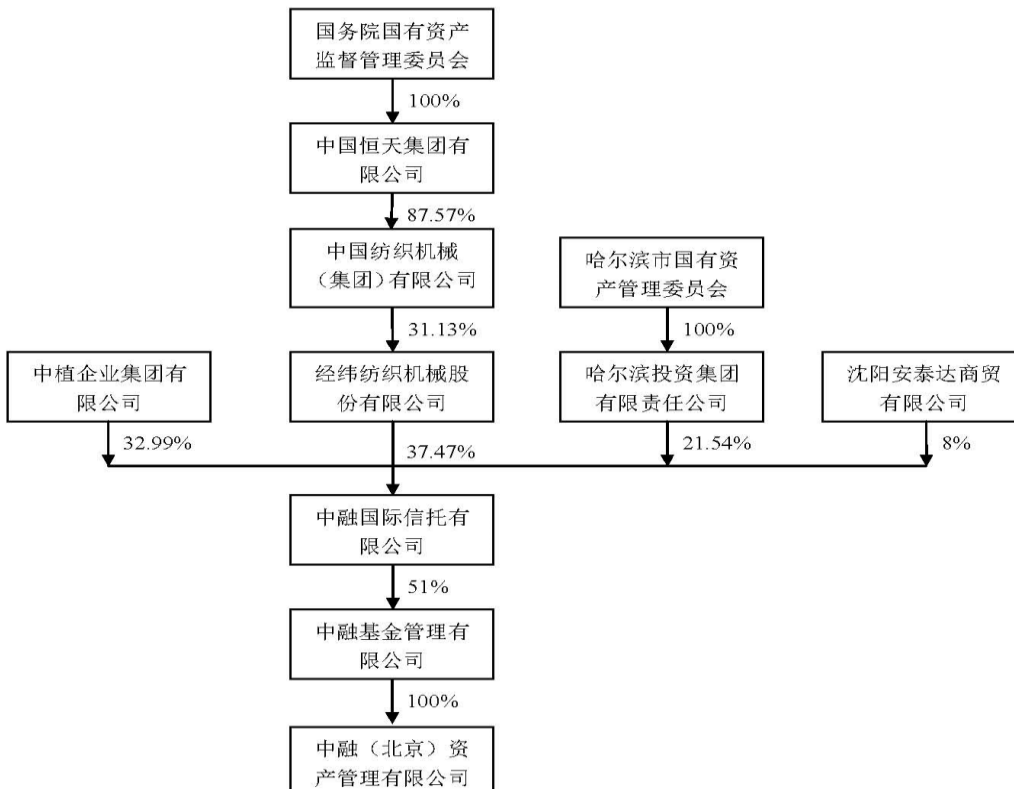 国务院国有资产
监督管理委员会
100%
中国恒天集团有
限公司
87.57%
中国纺织机械
（集团）有限公司
哈尔滨市国有资
产管理委员会
31.13%
100%
中植企业集团有
限公司
经纬纺织机械股
份有限公司
哈尔滨投资集团
有限责任公司
沈阳安泰达商贸
有限公司
32.99%
37.47%
21.54%
8%
中融国际信托有
限公司
51%
中融基金管理有
限公司
100%
中融（北京）资
产管理有限公司